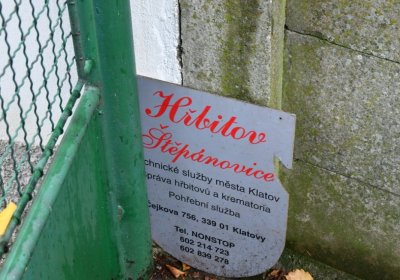 Hřbitov
Štěpánovice
chnické služby města Klatov
práva hřbitovů a krematoria
Pohřební služba
Čejkova 756, 339 01 Klatovy
Tel. NONSTOP
602 214 723
602 839 278